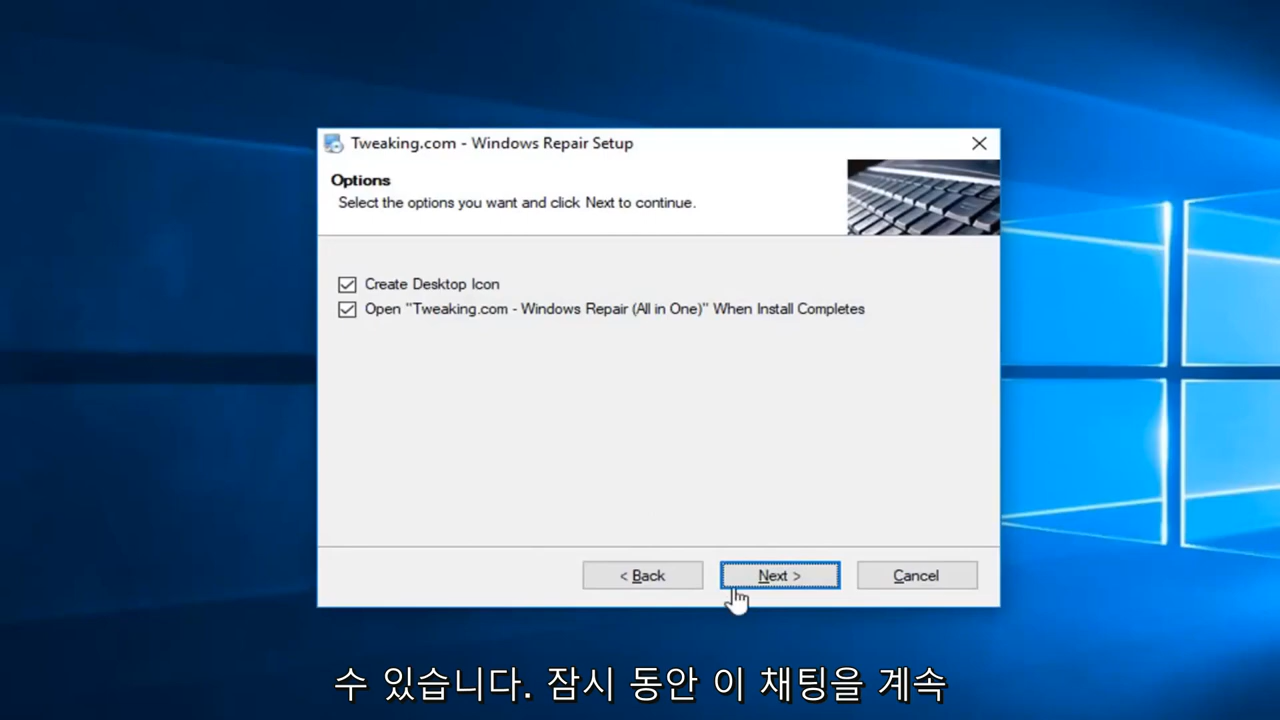 Tweaking.com - Windows Repair Setup
Options
Select the options you want and click Next to continue.
Create Desktop Icon
Open "Tweaking.com - Windows Repair (All in One)" When Install Completes
< Back
Next >
Cancel
수 있습니다. 잠시 동안 이 채팅을 계속